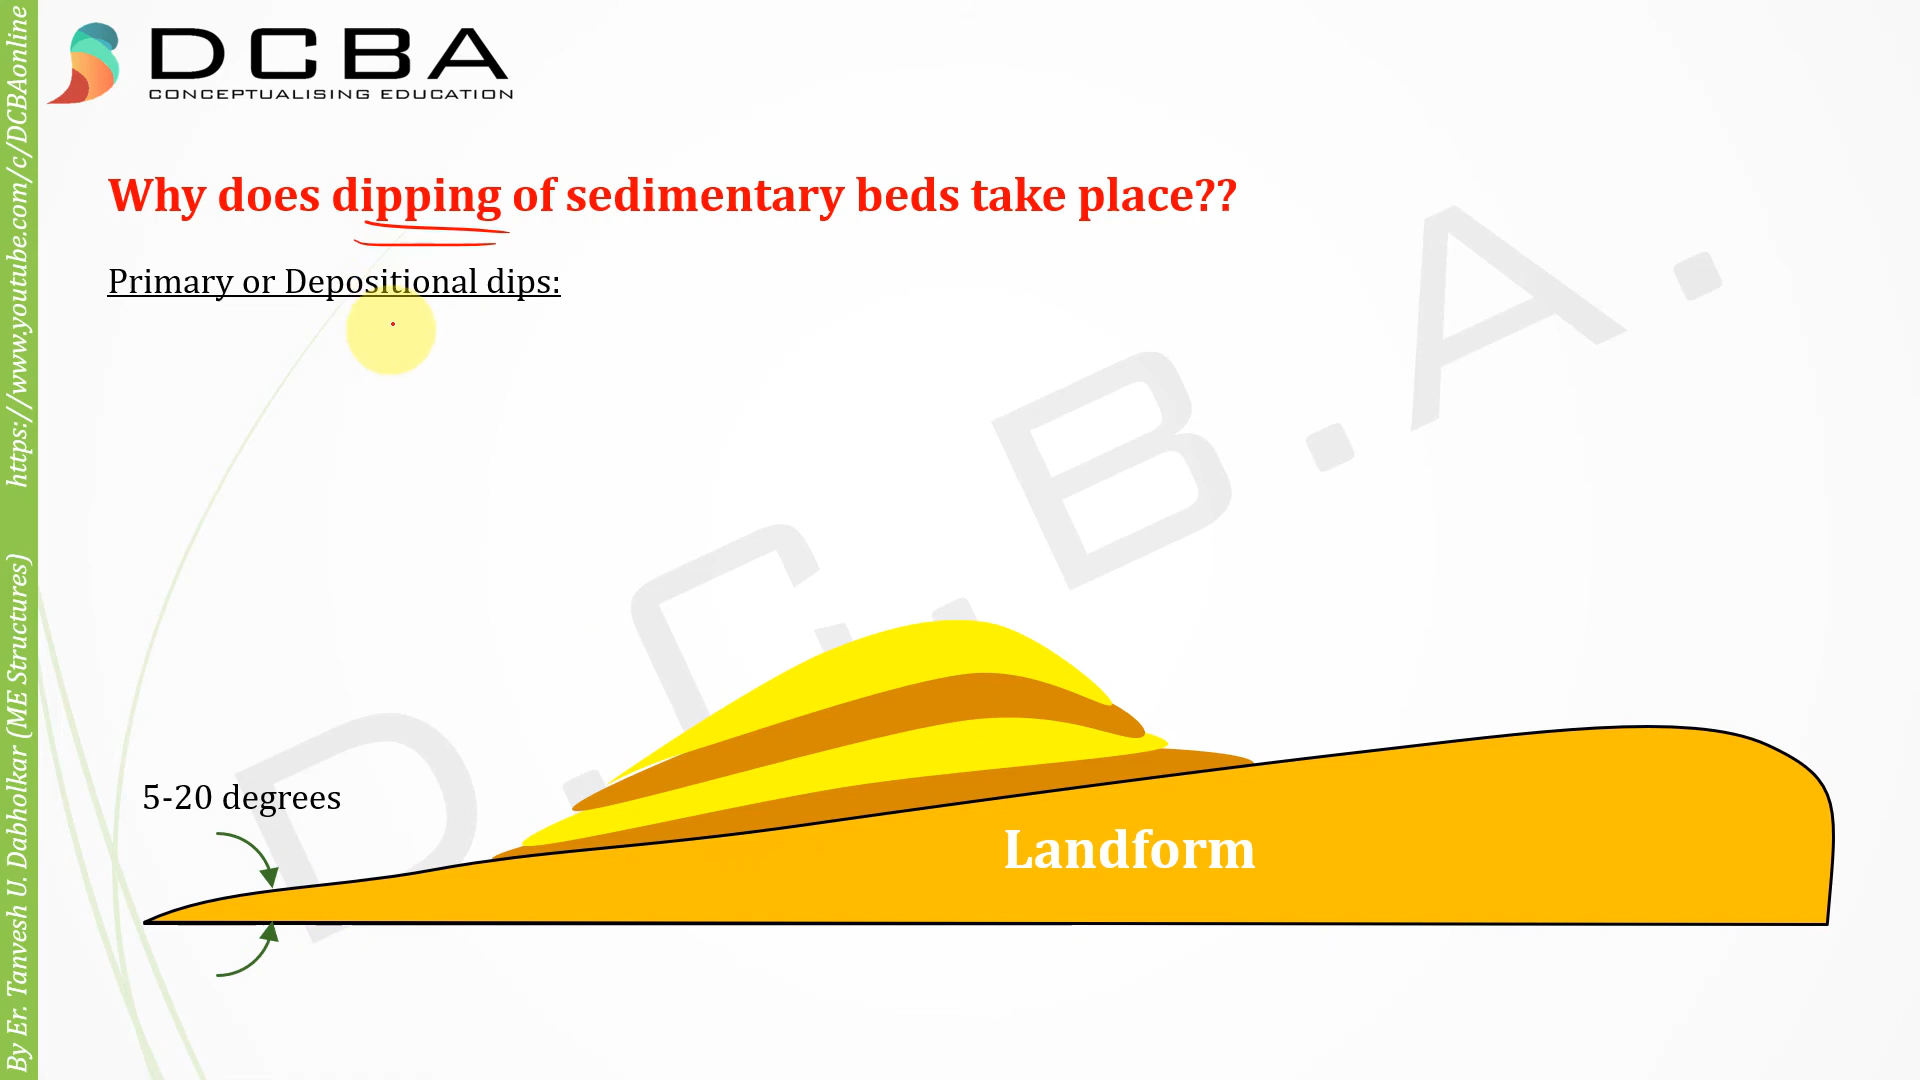 DCBA
CONCEPTUALISING EDUCATION
Why does dipping of sedimentary beds take place??
Primary or Depositional dips:
5-20 degrees
Landform
D.C.B.A.
By Er. Tanvesh U. Dabholkar (ME Structures) https://www.youtube.com/c/DCBAonline